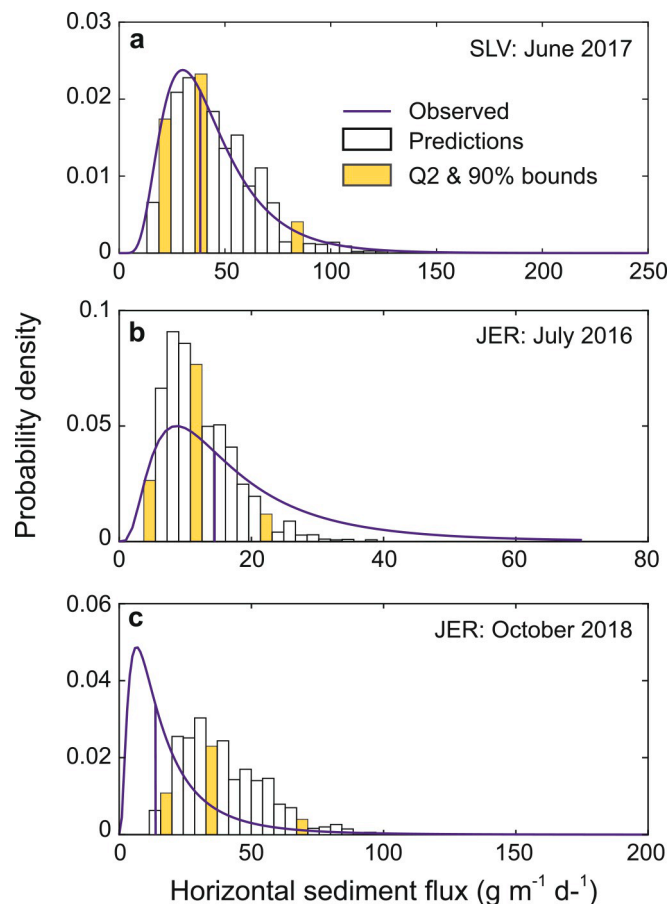 0.03
a
SLV: June 2017
Observed
0.02
Predictions
Q2 & 90% bounds
0.01
0
0 50 100 150 200 250
0.1
b
JER: July 2016
Probability density
0.05
0
0 20 40 60 80
0.06
c
JER: October 2018
0.04
0.02
0
0 50 100 150 200
Horizontal sediment flux (g m⁻¹ d-¹)